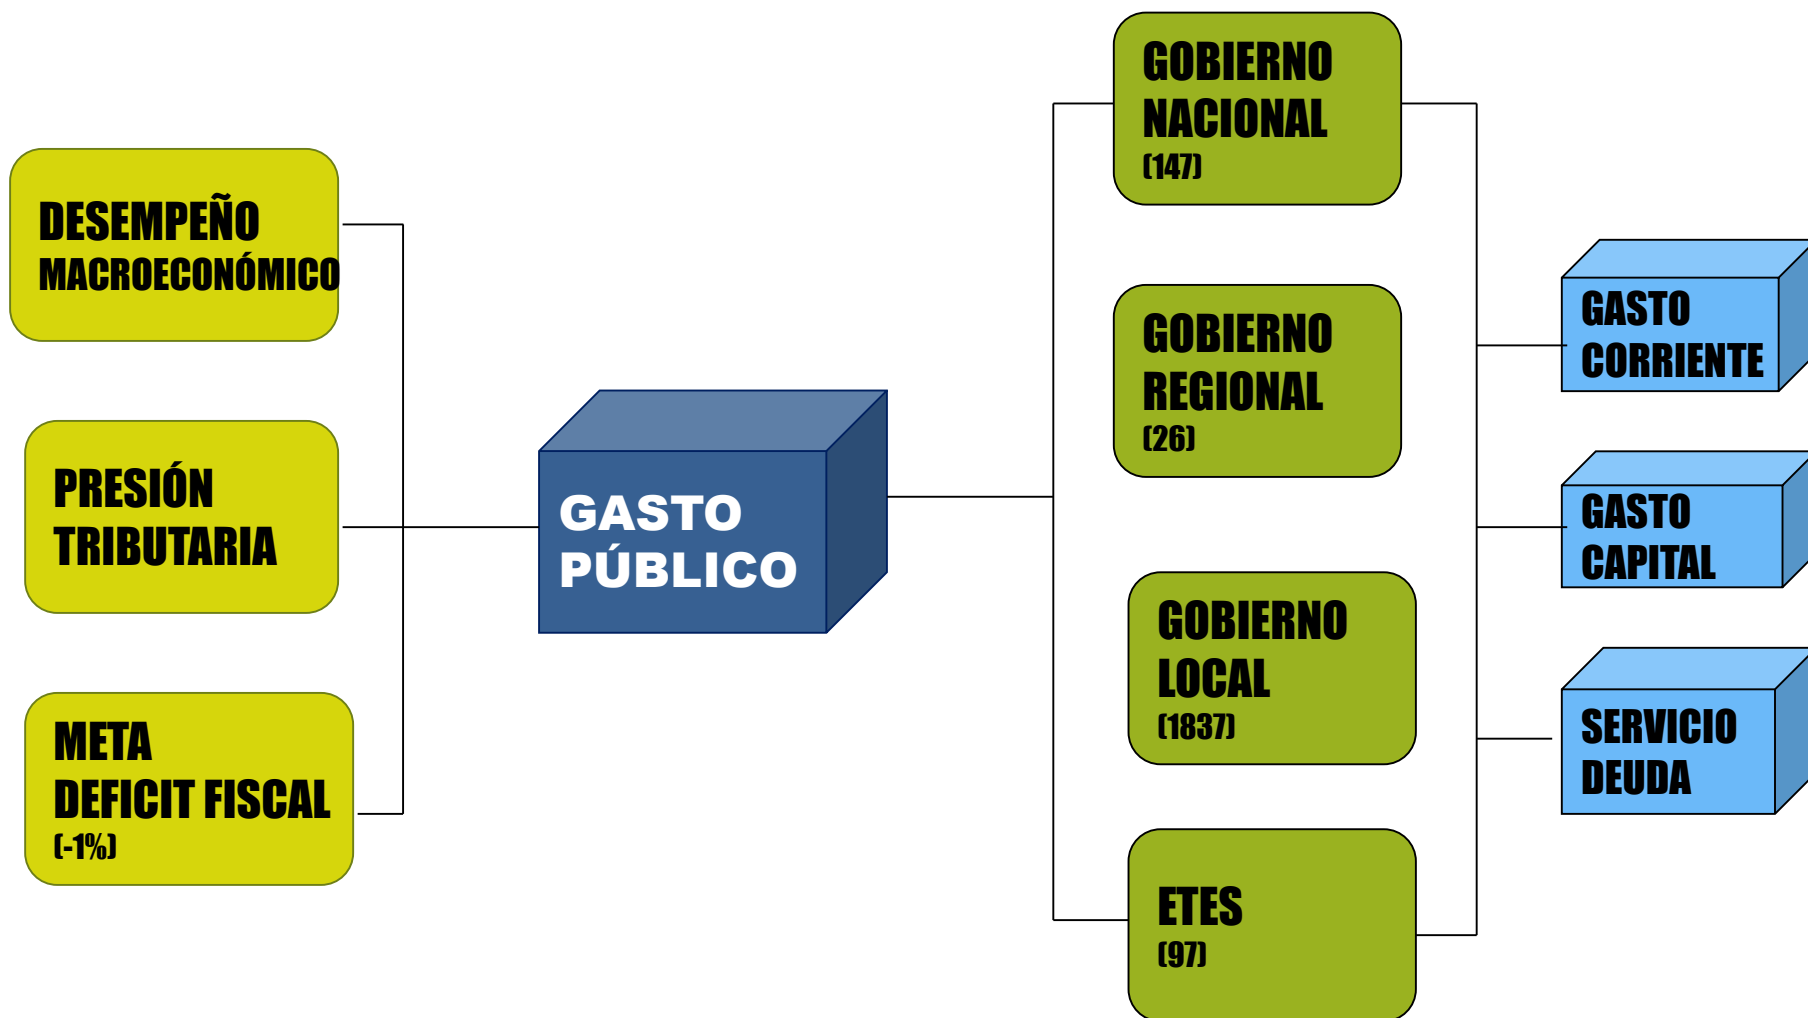 DESEMPEÑO
MACROECONÓMICO
PRESIÓN
TRIBUTARIA
META
DEFICIT FISCAL
(-1%)
GASTO
PÚBLICO
GOBIERNO
NACIONAL
(147)
GOBIERNO
REGIONAL
(26)
GOBIERNO
LOCAL
(1837)
ETES
(97)
GASTO
CORRIENTE
GASTO
CAPITAL
SERVICIO
DEUDA